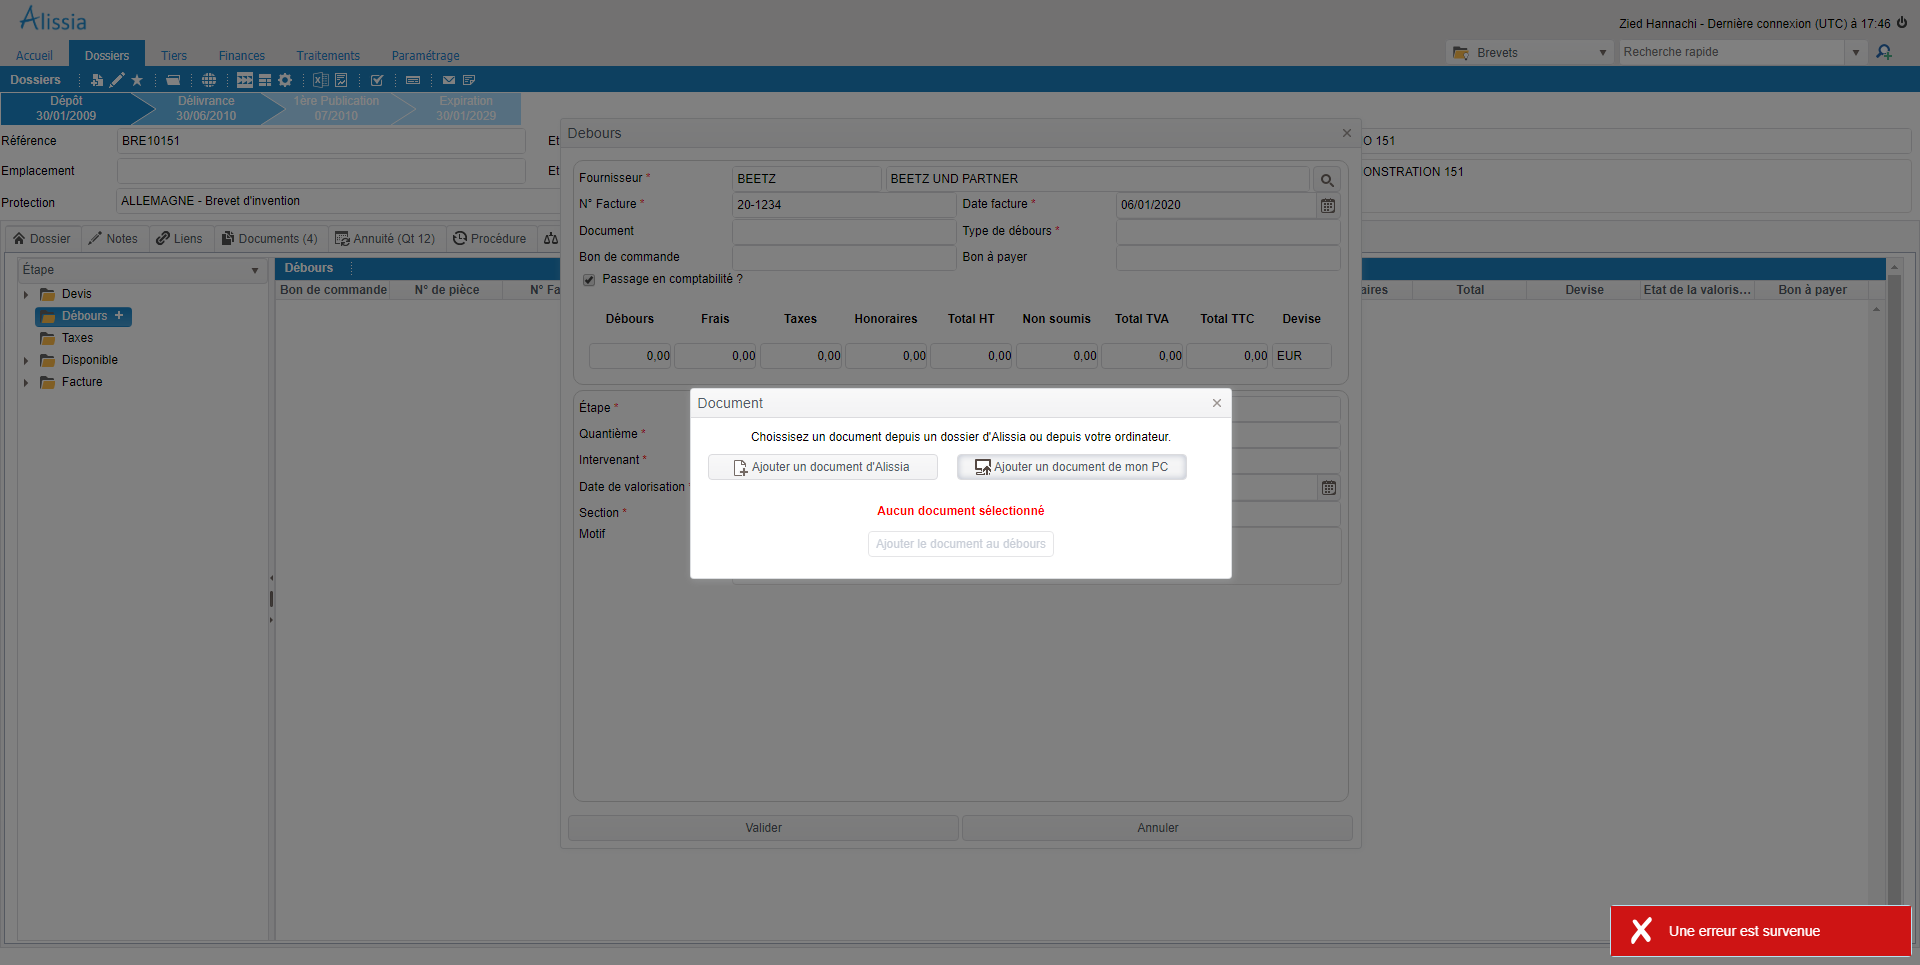 Alissia
Zied Hannachi - Dernière connexion (UTC) à 17:46
Accueil Dossiers Tiers Finances Traitements Paramétrage
Brevets Recherche rapide
Dossiers
Dépôt
30/01/2009
Délivrance
30/06/2010
1ère Publication
07/2010
Expiration
30/01/2029
Référence BRE10151 Et
O 151
Emplacement Et
ONSTRATION 151
Protection ALLEMAGNE - Brevet d'invention
Dossier Notes Liens Documents (4) Annuité (Qt 12) Procédure
Étape
Devis
Débours +
Taxes
Disponible
Facture
Débours
Bon de commande N° de pièce N° Fa
aires Total Devise Etat de la valoris... Bon à payer
Debours
Fournisseur * BEETZ BEETZ UND PARTNER
N° Facture * 20-1234 Date facture * 06/01/2020
Document Type de débours *
Bon de commande Bon à payer
Passage en comptabilité ?
Débours Frais Taxes Honoraires Total HT Non soumis Total TVA Total TTC Devise
0,00 0,00 0,00 0,00 0,00 0,00 0,00 0,00 EUR
Étape *
Quantième *
Intervenant *
Date de valorisation *
Section *
Motif
Valider Annuler
Document
Choissisez un document depuis un dossier d'Alissia ou depuis votre ordinateur.
Ajouter un document d'Alissia Ajouter un document de mon PC
Aucun document sélectionné
Ajouter le document au débours
Une erreur est survenue